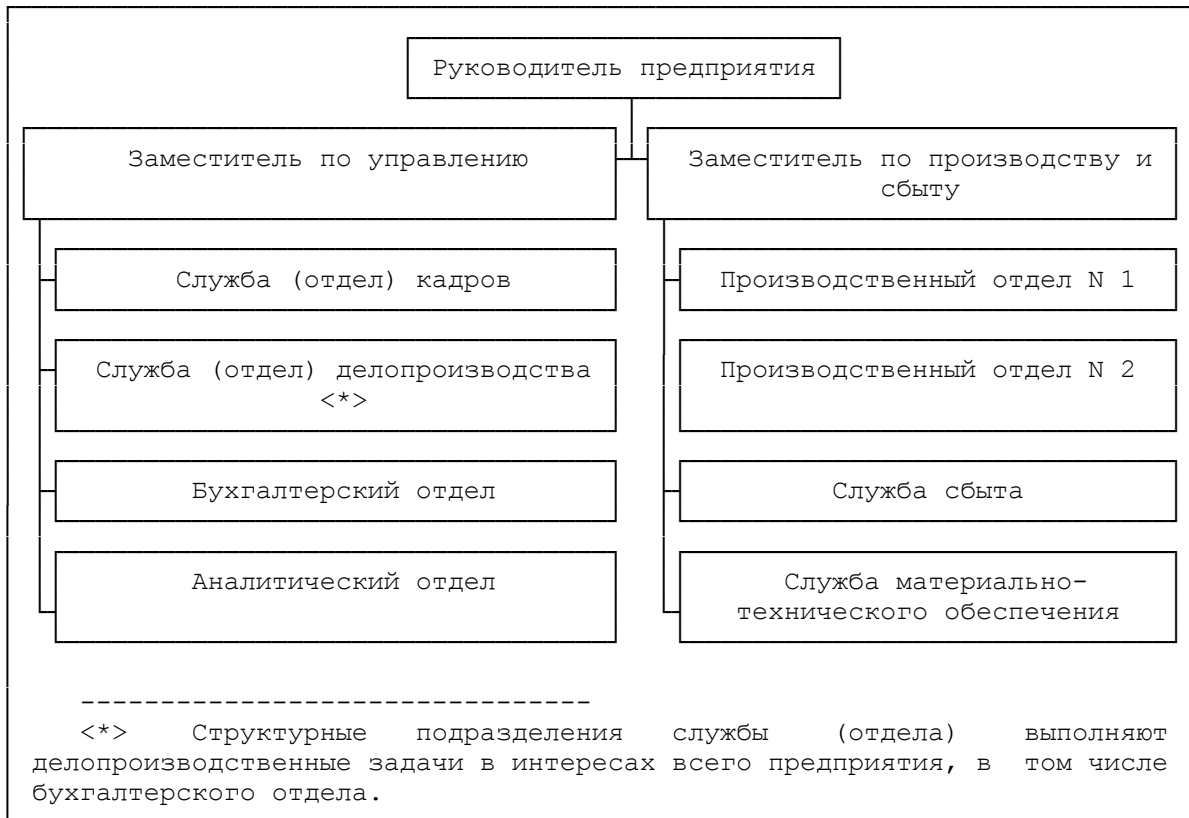 Руководитель предприятия
Заместитель по управлению
Заместитель по производству и
сбыту
Служба (отдел) кадров
Производственный отдел N 1
Служба (отдел) делопроизводства
<*>
Производственный отдел N 2
Бухгалтерский отдел
Служба сбыта
Аналитический отдел
Служба материально-
технического обеспечения
--------------------------------
<*> Структурные подразделения службы (отдела) выполняют
делопроизводственные задачи в интересах всего предприятия, в том числе
бухгалтерского отдела.